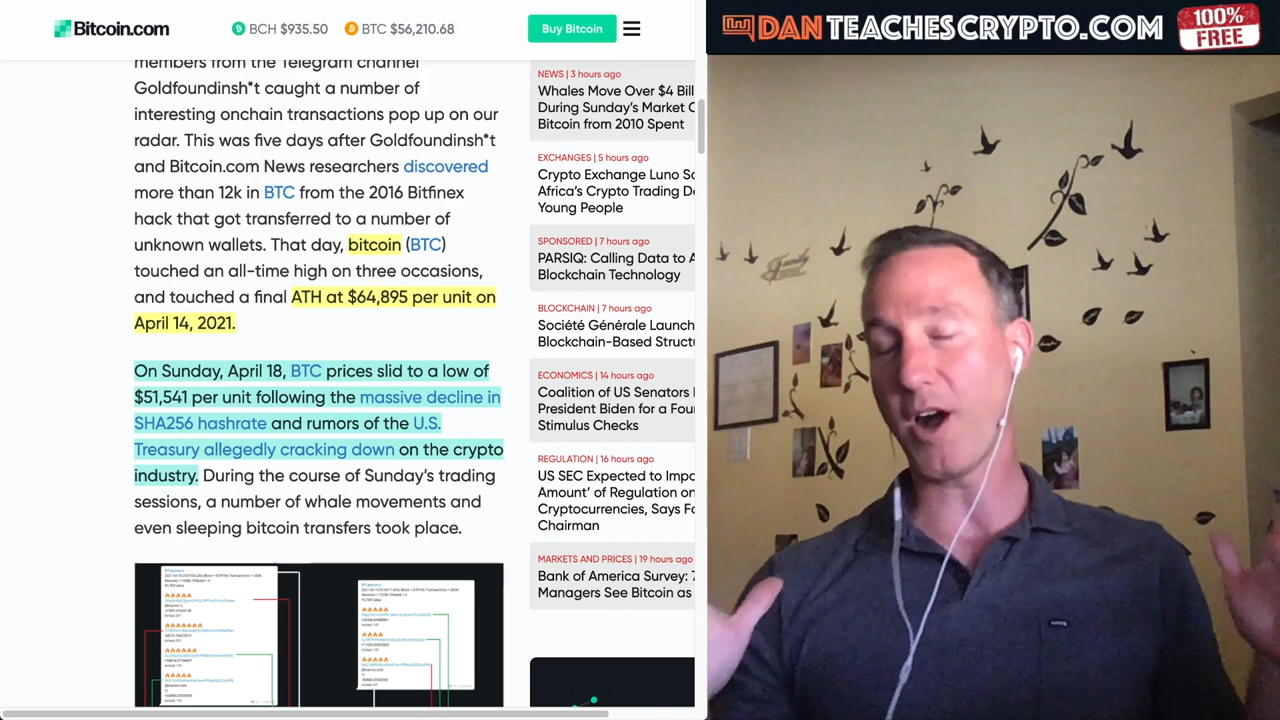 Bitcoin.com
BCH $935.50
BTC $56,210.68
Buy Bitcoin
DANTEACHESCRYPTO.COM
100%
FREE
members from the Telegram channel
Goldfoundinsh*t caught a number of
interesting onchain transactions pop up on our
radar. This was five days after Goldfoundinsh*t
and Bitcoin.com News researchers discovered
more than 12k in BTC from the 2016 Bitfinex
hack that got transferred to a number of
unknown wallets. That day, bitcoin (BTC)
touched an all-time high on three occasions,
and touched a final ATH at $64,895 per unit on
April 14, 2021.
On Sunday, April 18, BTC prices slid to a low of
$51,541 per unit following the massive decline in
SHA256 hashrate and rumors of the U.S.
Treasury allegedly cracking down on the crypto
industry. During the course of Sunday's trading
sessions, a number of whale movements and
even sleeping bitcoin transfers took place.
NEWS | 3 hours ago
Whales Move Over $4 Bill
During Sunday's Market C
Bitcoin from 2010 Spent
EXCHANGES | 5 hours ago
Crypto Exchange Luno Sc
Africa's Crypto Trading De
Young People
SPONSORED | 7 hours ago
PARSIQ: Calling Data to A
Blockchain Technology
BLOCKCHAIN | 7 hours ago
Société Générale Launch
Blockchain-Based Structu
ECONOMICS | 14 hours ago
Coalition of US Senators
President Biden for a Four
Stimulus Checks
REGULATION | 16 hours ago
US SEC Expected to Impo
Amount' of Regulation on
Cryptocurrencies, Says Fo
Chairman
MARKETS AND PRICES | 19 hours ago
Bank of America Survey: 7
Managers See Bitcoin as
Family